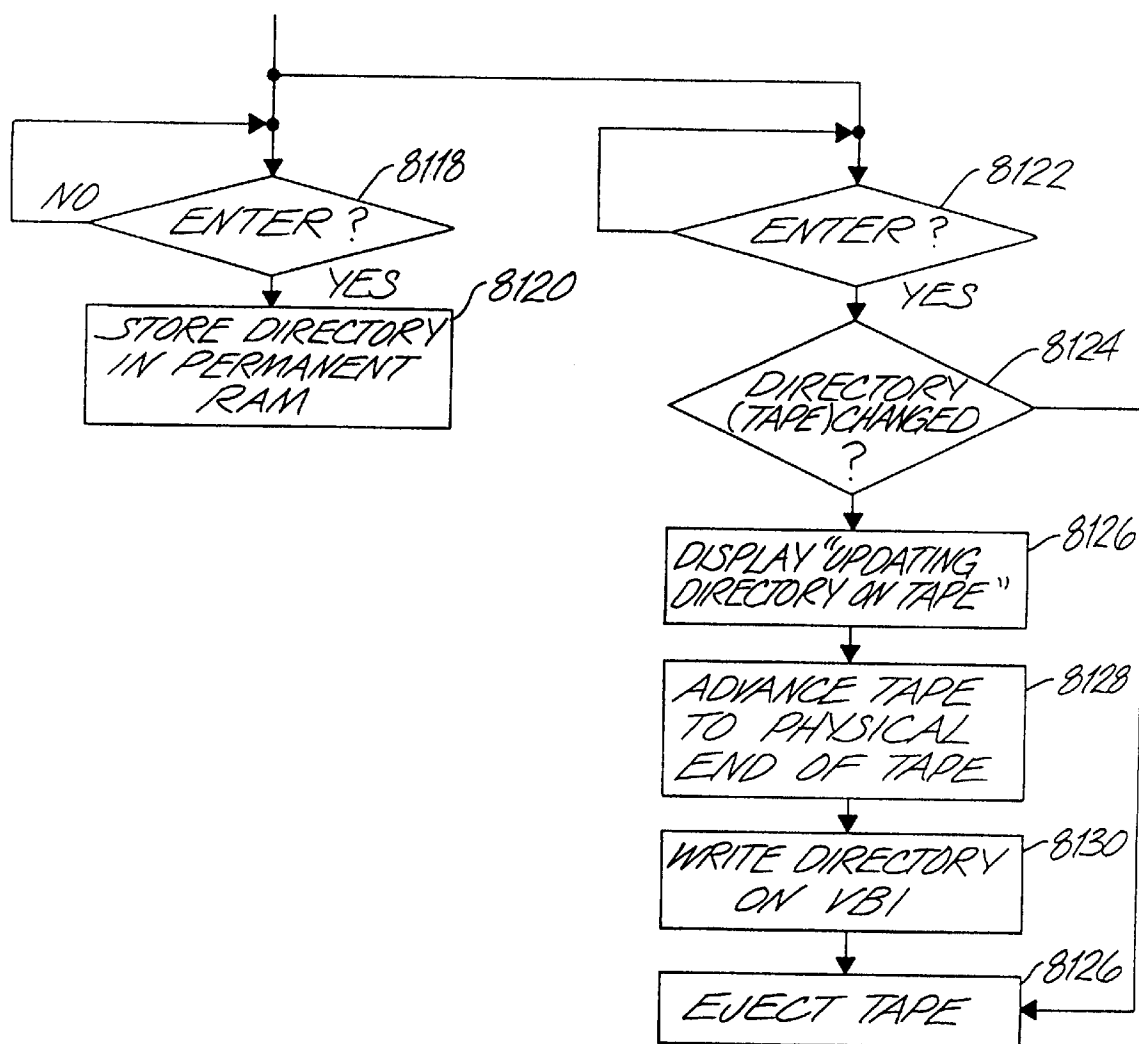 8118
NO
ENTER ?
YES
8120
STORE DIRECTORY
IN PERMANENT
RAM
8122
ENTER ?
YES
8124
DIRECTORY
(TAPE) CHANGED
?
8126
DISPLAY "UPDATING
DIRECTORY ON TAPE"
8128
ADVANCE TAPE
TO PHYSICAL
END OF TAPE
8130
WRITE DIRECTORY
ON VBI
8126
EJECT TAPE